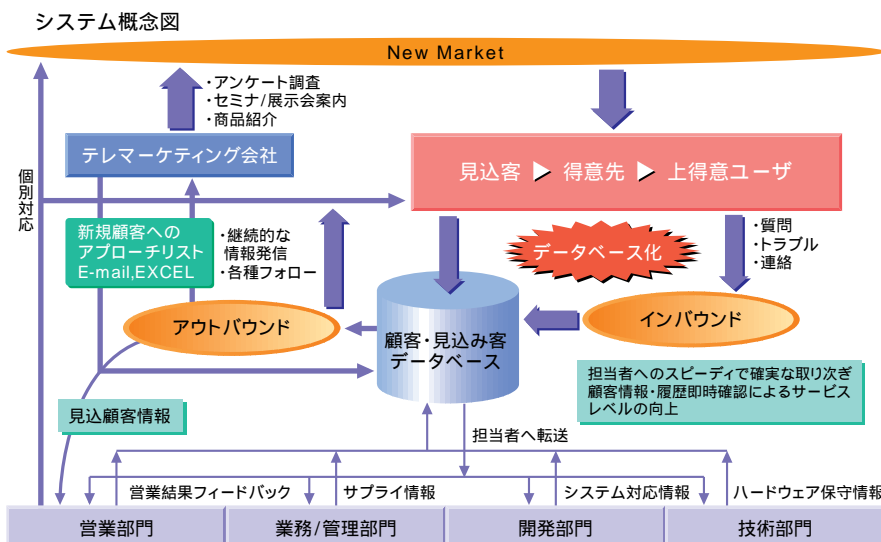 システム概念図
New Market
・アンケート調査
・セミナ/展示会案内
・商品紹介
テレマーケティング会社
見込客 ▶ 得意先 ▶ 上得意ユーザ
個別対応
新規顧客への
アプローチリスト
E-mail,EXCEL
・継続的な
情報発信
・各種フォロー
データベース化
・質問
・トラブル
・連絡
アウトバウンド
顧客・見込み客
データベース
インバウンド
担当者へのスピーディで確実な取り次ぎ
顧客情報・履歴即時確認によるサービス
レベルの向上
見込顧客情報
担当者へ転送
営業結果フィードバック
サプライ情報
システム対応情報
ハードウェア保守情報
営業部門
業務/管理部門
開発部門
技術部門